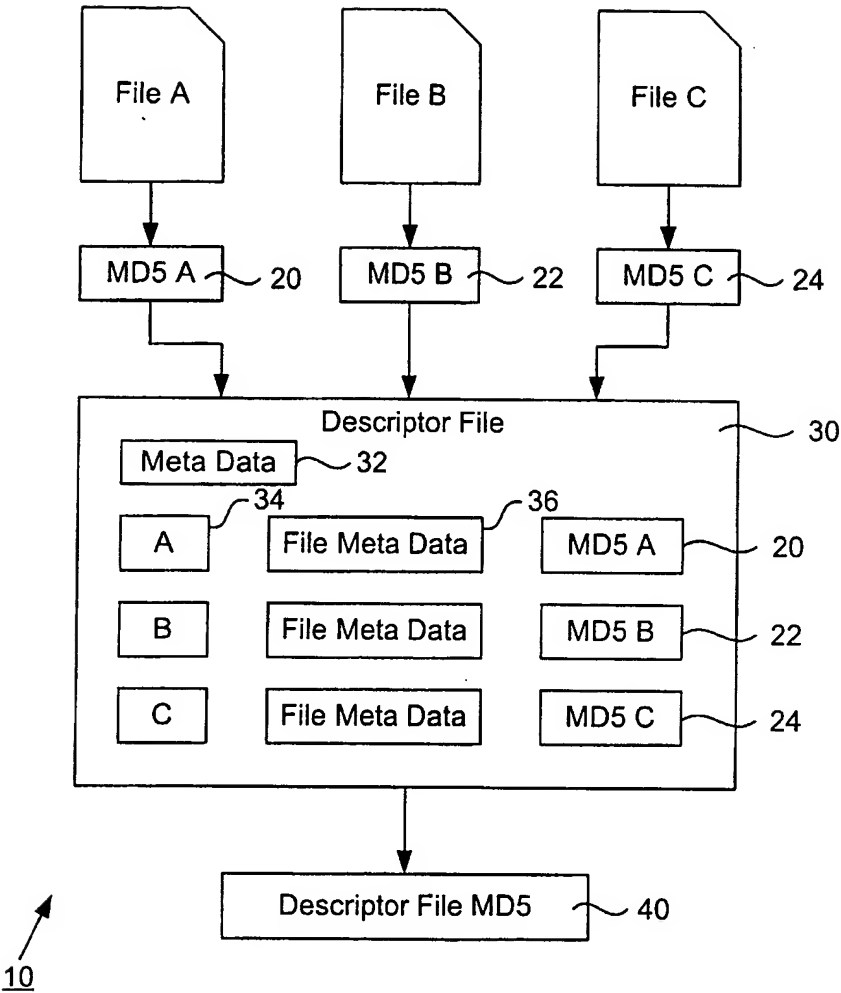 File A
File B
File C
MD5 A
20
MD5 B
22
MD5 C
24
Descriptor File
30
Meta Data
32
34
36
A
File Meta Data
MD5 A
20
B
File Meta Data
MD5 B
22
C
File Meta Data
MD5 C
24
Descriptor File MD5
40
10